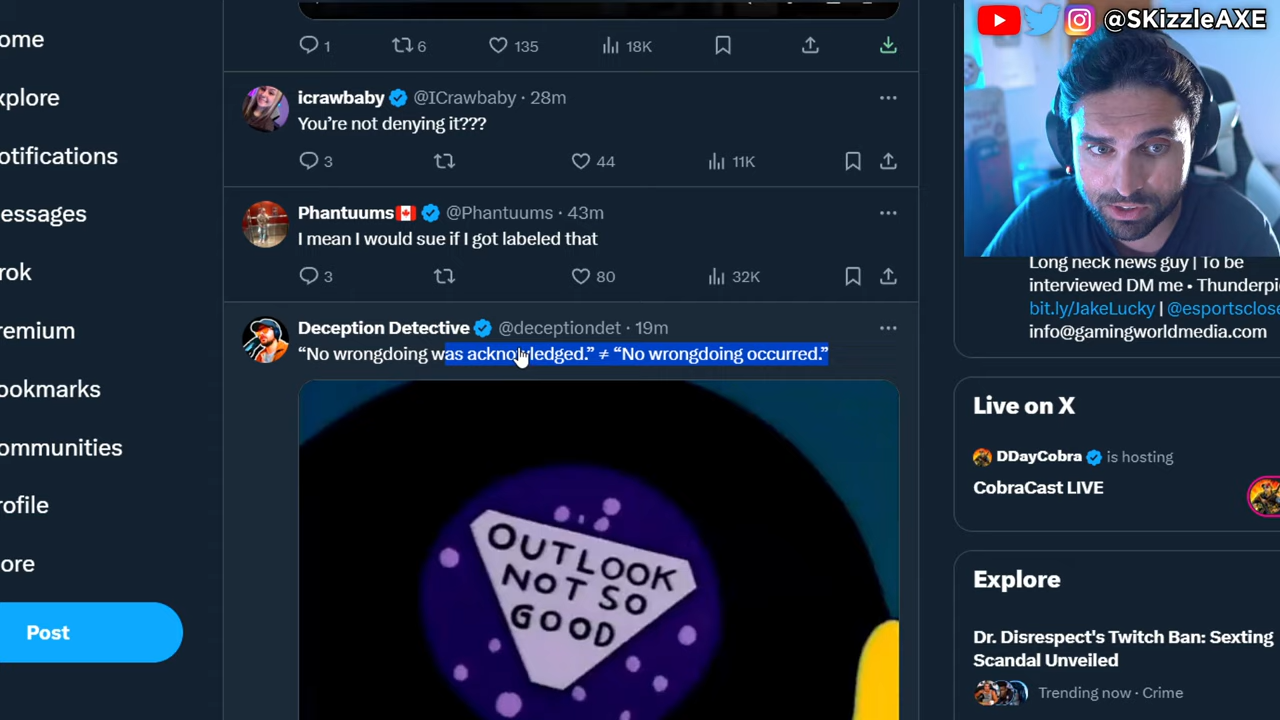 @SKizzleAXE
ome
xplore
otifications
essages
rok
remium
ookmarks
ommunities
rofile
ore
Post
1
6
135
18K
icrawbaby @ICrawbaby · 28m
You’re not denying it???
3
44
11K
Phantuums @Phantuums · 43m
I mean I would sue if I got labeled that
3
80
32K
Deception Detective @deceptiondet · 19m
“No wrongdoing was acknowledged.” ≠ “No wrongdoing occurred.”
OUTLOOK
NOT SO
GOOD
Long neck news guy | To be
interviewed DM me • Thunderpi
bit.ly/JakeLucky | @esportsclose
info@gamingworldmedia.com
Live on X
DDayCobra is hosting
CobraCast LIVE
Explore
Dr. Disrespect's Twitch Ban: Sexting
Scandal Unveiled
Trending now · Crime